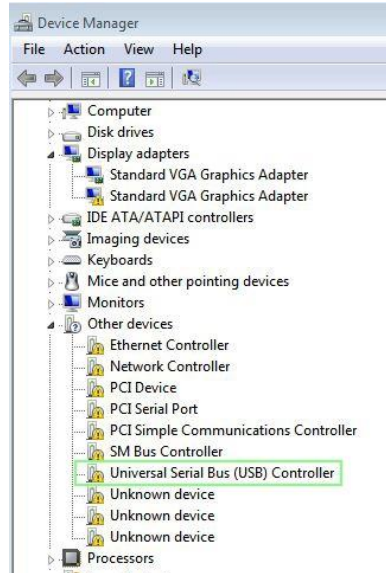 Device Manager
File Action View Help
Computer
Disk drives
Display adapters
Standard VGA Graphics Adapter
Standard VGA Graphics Adapter
IDE ATA/ATAPI controllers
Imaging devices
Keyboards
Mice and other pointing devices
Monitors
Other devices
Ethernet Controller
Network Controller
PCI Device
PCI Serial Port
PCI Simple Communications Controller
SM Bus Controller
Universal Serial Bus (USB) Controller
Unknown device
Unknown device
Unknown device
Processors